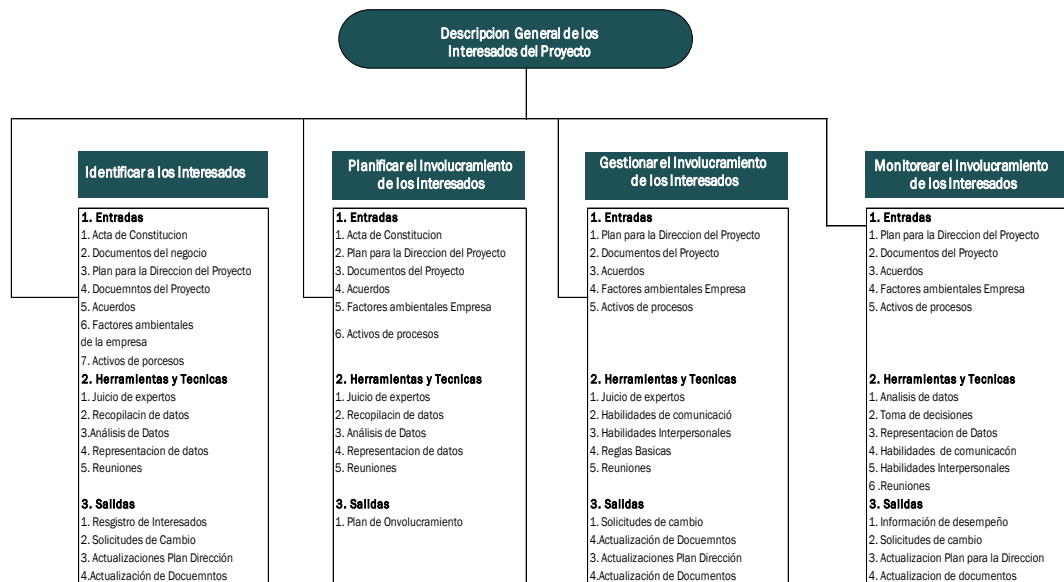 Descripcion General de los
Interesados del Proyecto
Identificar a los Interesados
1. Entradas
1. Acta de Constitucion
2. Documentos del negocio
3. Plan para la Direccion del Proyecto
4. Docuemntos del Proyecto
5. Acuerdos
6. Factores ambientales
de la empresa
7. Activos de porcesos
2. Herramientas y Tecnicas
1. Juicio de expertos
2. Recopilacin de datos
3.Análisis de Datos
4. Representacion de datos
5. Reuniones
3. Salidas
1. Resgistro de Interesados
2. Solicitudes de Cambio
3. Actualizaciones Plan Dirección
4.Actualización de Docuemntos
Planificar el Involucramiento
de los Interesados
1. Entradas
1. Acta de Constitucion
2. Plan para la Direccion del Proyecto
3. Documentos del Proyecto
4. Acuerdos
5. Factores ambientales Empresa
6. Activos de procesos
2. Herramientas y Tecnicas
1. Juicio de expertos
2. Recopilacin de datos
3. Análisis de Datos
4. Representacion de datos
5. Reuniones
3. Salidas
1. Plan de Onvolucramiento
Gestionar el Involucramiento
de los Interesados
1. Entradas
1. Plan para la Direccion del Proyecto
2. Documentos del Proyecto
3. Acuerdos
4. Factores ambientales Empresa
5. Activos de procesos
2. Herramientas y Tecnicas
1. Juicio de expertos
2. Habilidades de comunicació
3. Habilidades Interpersonales
4. Reglas Basicas
5. Reuniones
3. Salidas
1. Solicitudes de cambio
4.Actualización de Docuemntos
3. Actualizaciones Plan Dirección
4.Actualización de Documentos
Monitorear el Involucramiento
de los Interesados
1. Entradas
1. Plan para la Direccion del Proyecto
2. Documentos del Proyecto
3. Acuerdos
4. Factores ambientales Empresa
5. Activos de procesos
2. Herramientas y Tecnicas
1. Analisis de datos
2. Toma de decisiones
3. Representacion de Datos
4. Habilidades de comunicacón
5. Habilidades Interpersonales
6 .Reuniones
3. Salidas
1. Información de desempeño
2. Solicitudes de cambio
3. Actualizacion Plan para la Direccion
4. Actualizacion de documentos